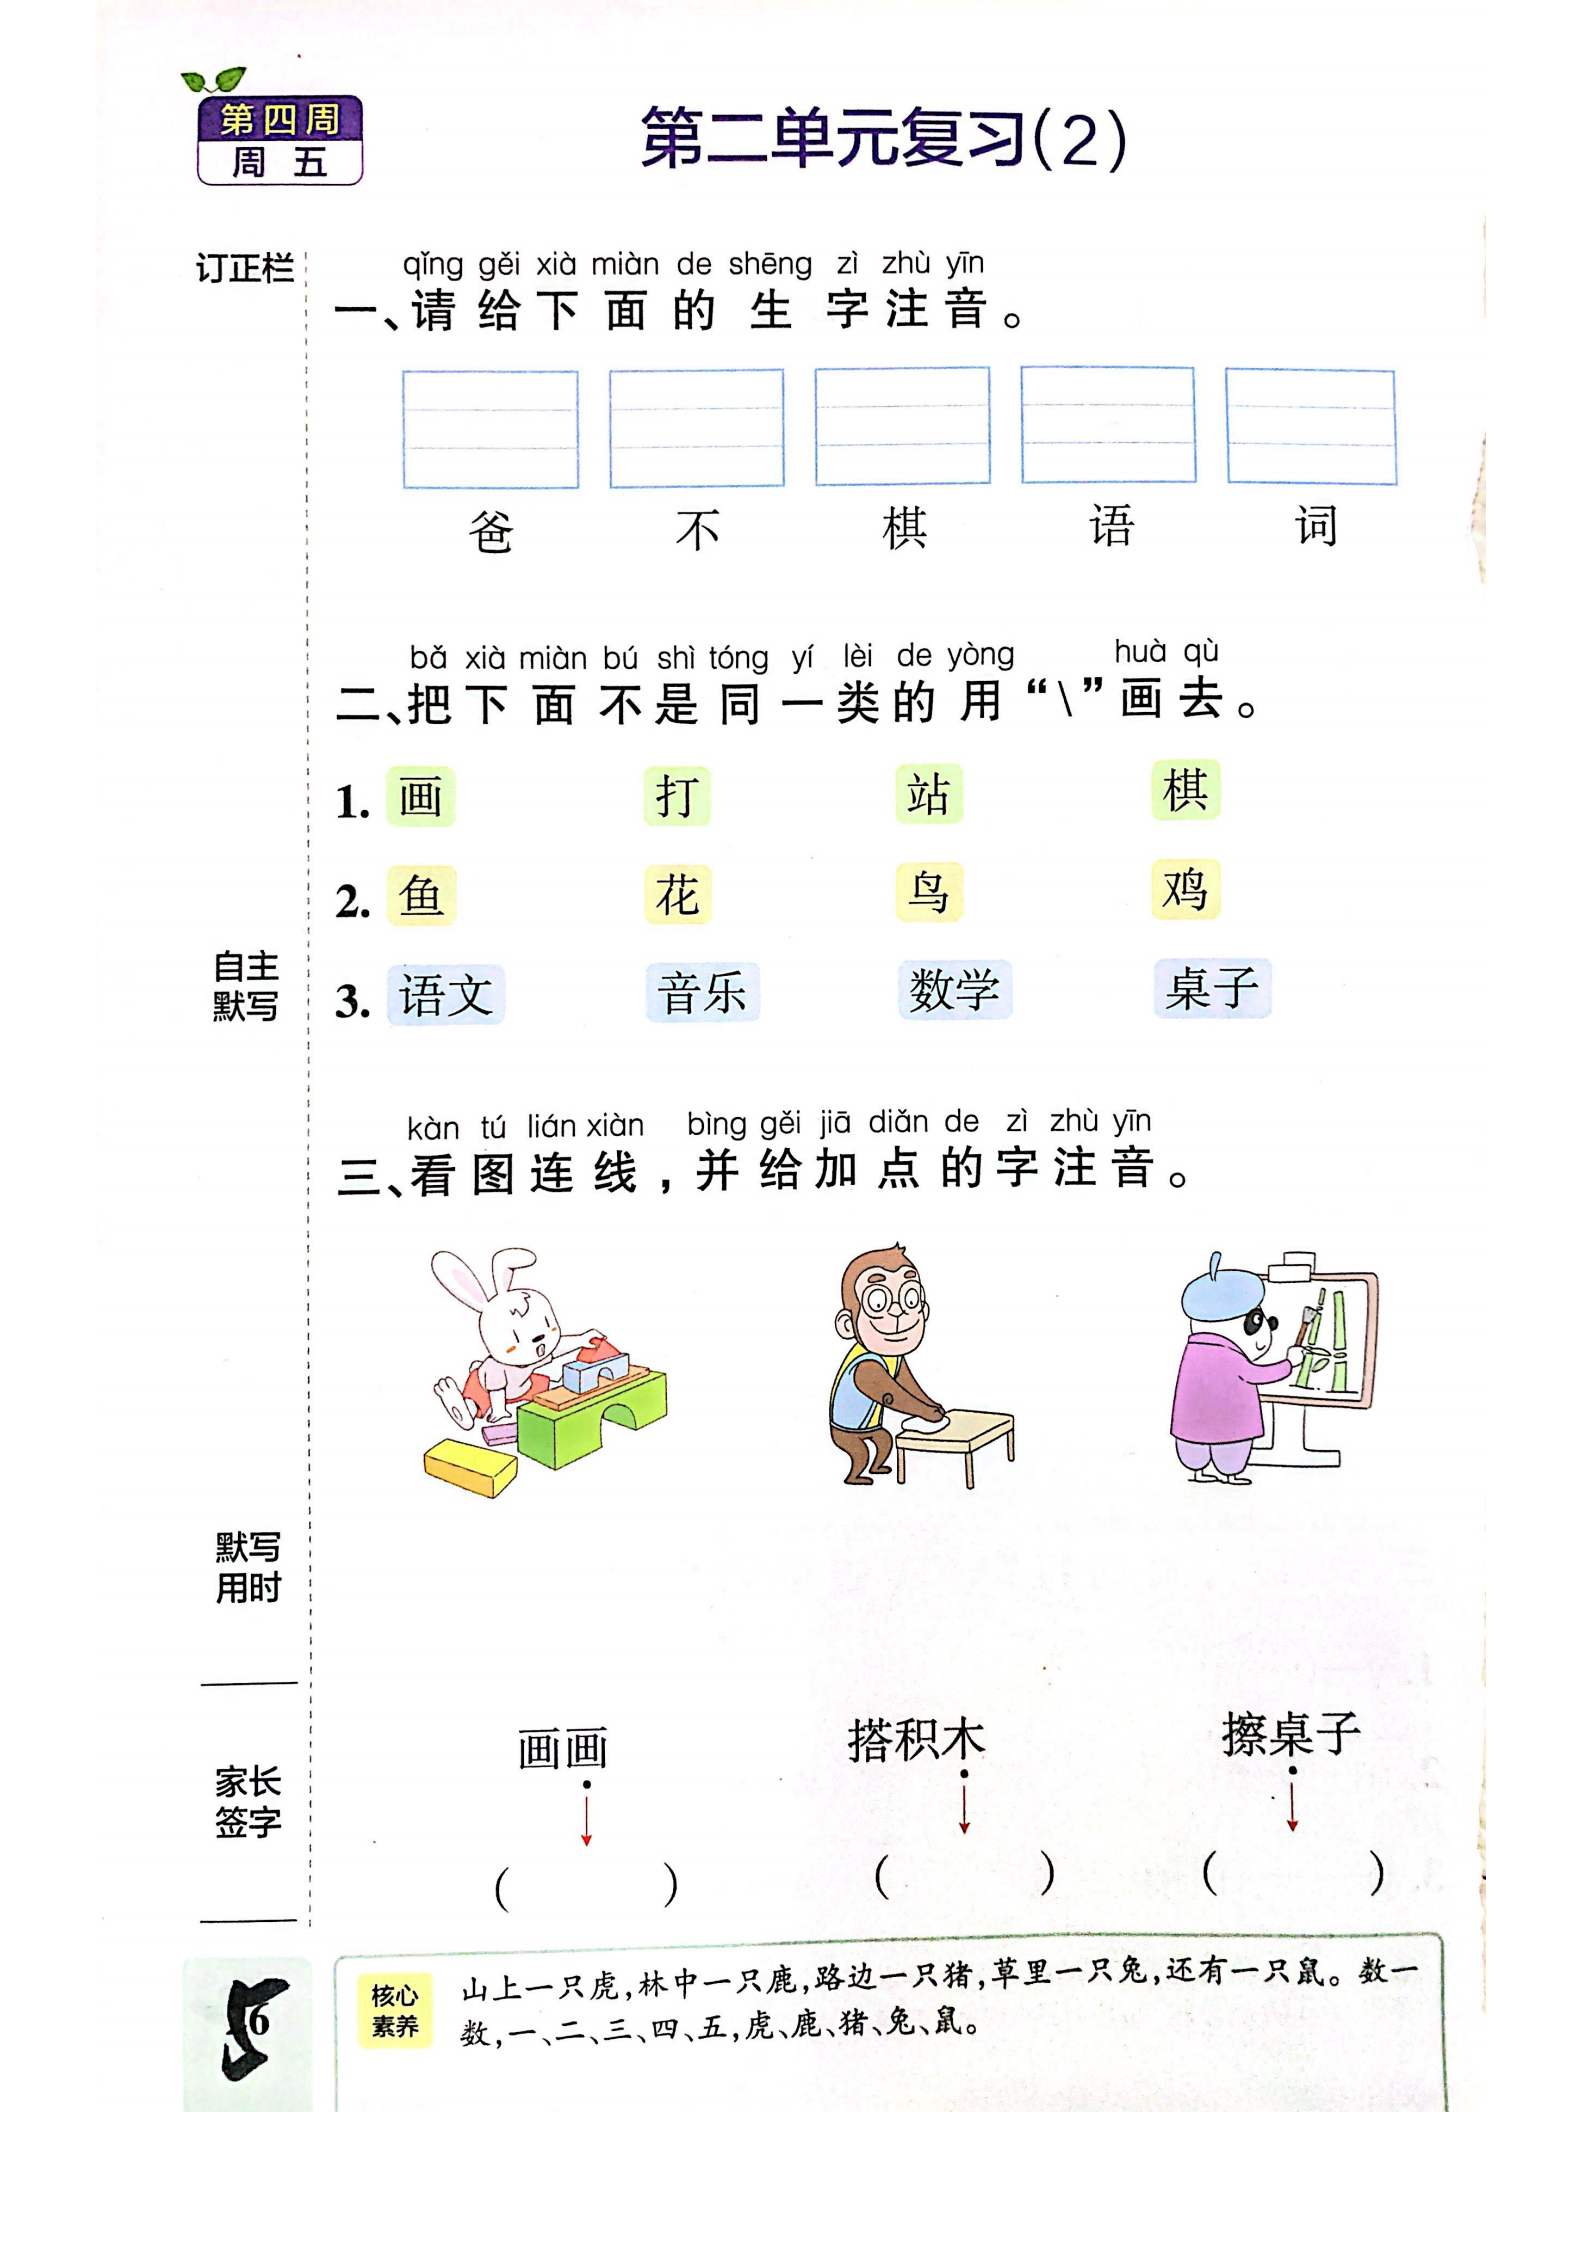 第四周
周五
第二单元复习(2)
订正栏
qǐng gěi xià miàn de shēng zì zhù yīn
一、请给下面的生字注音。
爸 不 棋 语 词
bǎ xià miàn bú shì tóng yí lèi de yòng huà qù
二、把下面不是同一类的用“\”画去。
1. 画 打 站 棋
2. 鱼 花 鸟 鸡
自主
默写
3. 语文 音乐 数学 桌子
kàn tú lián xiàn bìng gěi jiā diǎn de zì zhù yīn
三、看图连线，并给加点的字注音。
默写
用时
画画 搭积木 擦桌子
家长
签字
( ) ( ) ( )
核心
素养
山上一只虎,林中一只鹿,路边一只猪,草里一只兔,还有一只鼠。数一
数,一、二、三、四、五,虎、鹿、猪、兔、鼠。